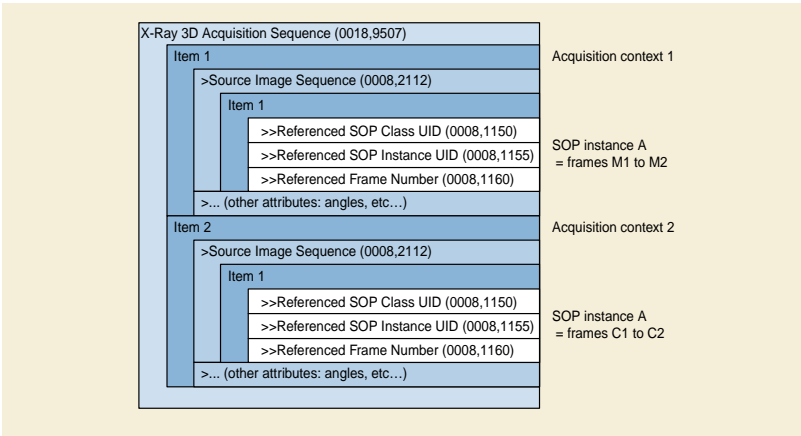 X-Ray 3D Acquisition Sequence (0018,9507)
Item 1
Acquisition context 1
>Source Image Sequence (0008,2112)
Item 1
>>Referenced SOP Class UID (0008,1150)
>>Referenced SOP Instance UID (0008,1155)
>>Referenced Frame Number (0008,1160)
SOP instance A
= frames M1 to M2
>... (other attributes: angles, etc…)
Item 2
Acquisition context 2
>Source Image Sequence (0008,2112)
Item 1
>>Referenced SOP Class UID (0008,1150)
>>Referenced SOP Instance UID (0008,1155)
>>Referenced Frame Number (0008,1160)
SOP instance A
= frames C1 to C2
>... (other attributes: angles, etc…)